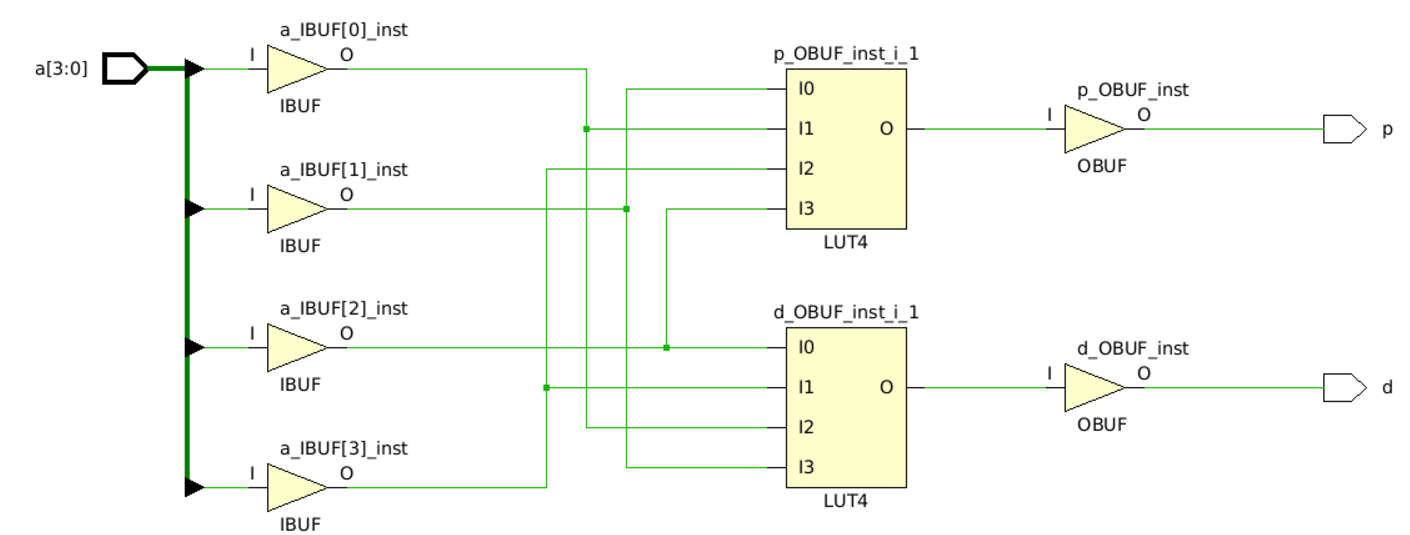 a[3:0]
a_IBUF[0]_inst
I
O
IBUF
a_IBUF[1]_inst
I
O
IBUF
a_IBUF[2]_inst
I
O
IBUF
a_IBUF[3]_inst
I
O
IBUF
p_OBUF_inst_i_1
I0
I1
I2
I3
O
LUT4
d_OBUF_inst_i_1
I0
I1
I2
I3
O
LUT4
p_OBUF_inst
I
O
OBUF
p
d_OBUF_inst
I
O
OBUF
d